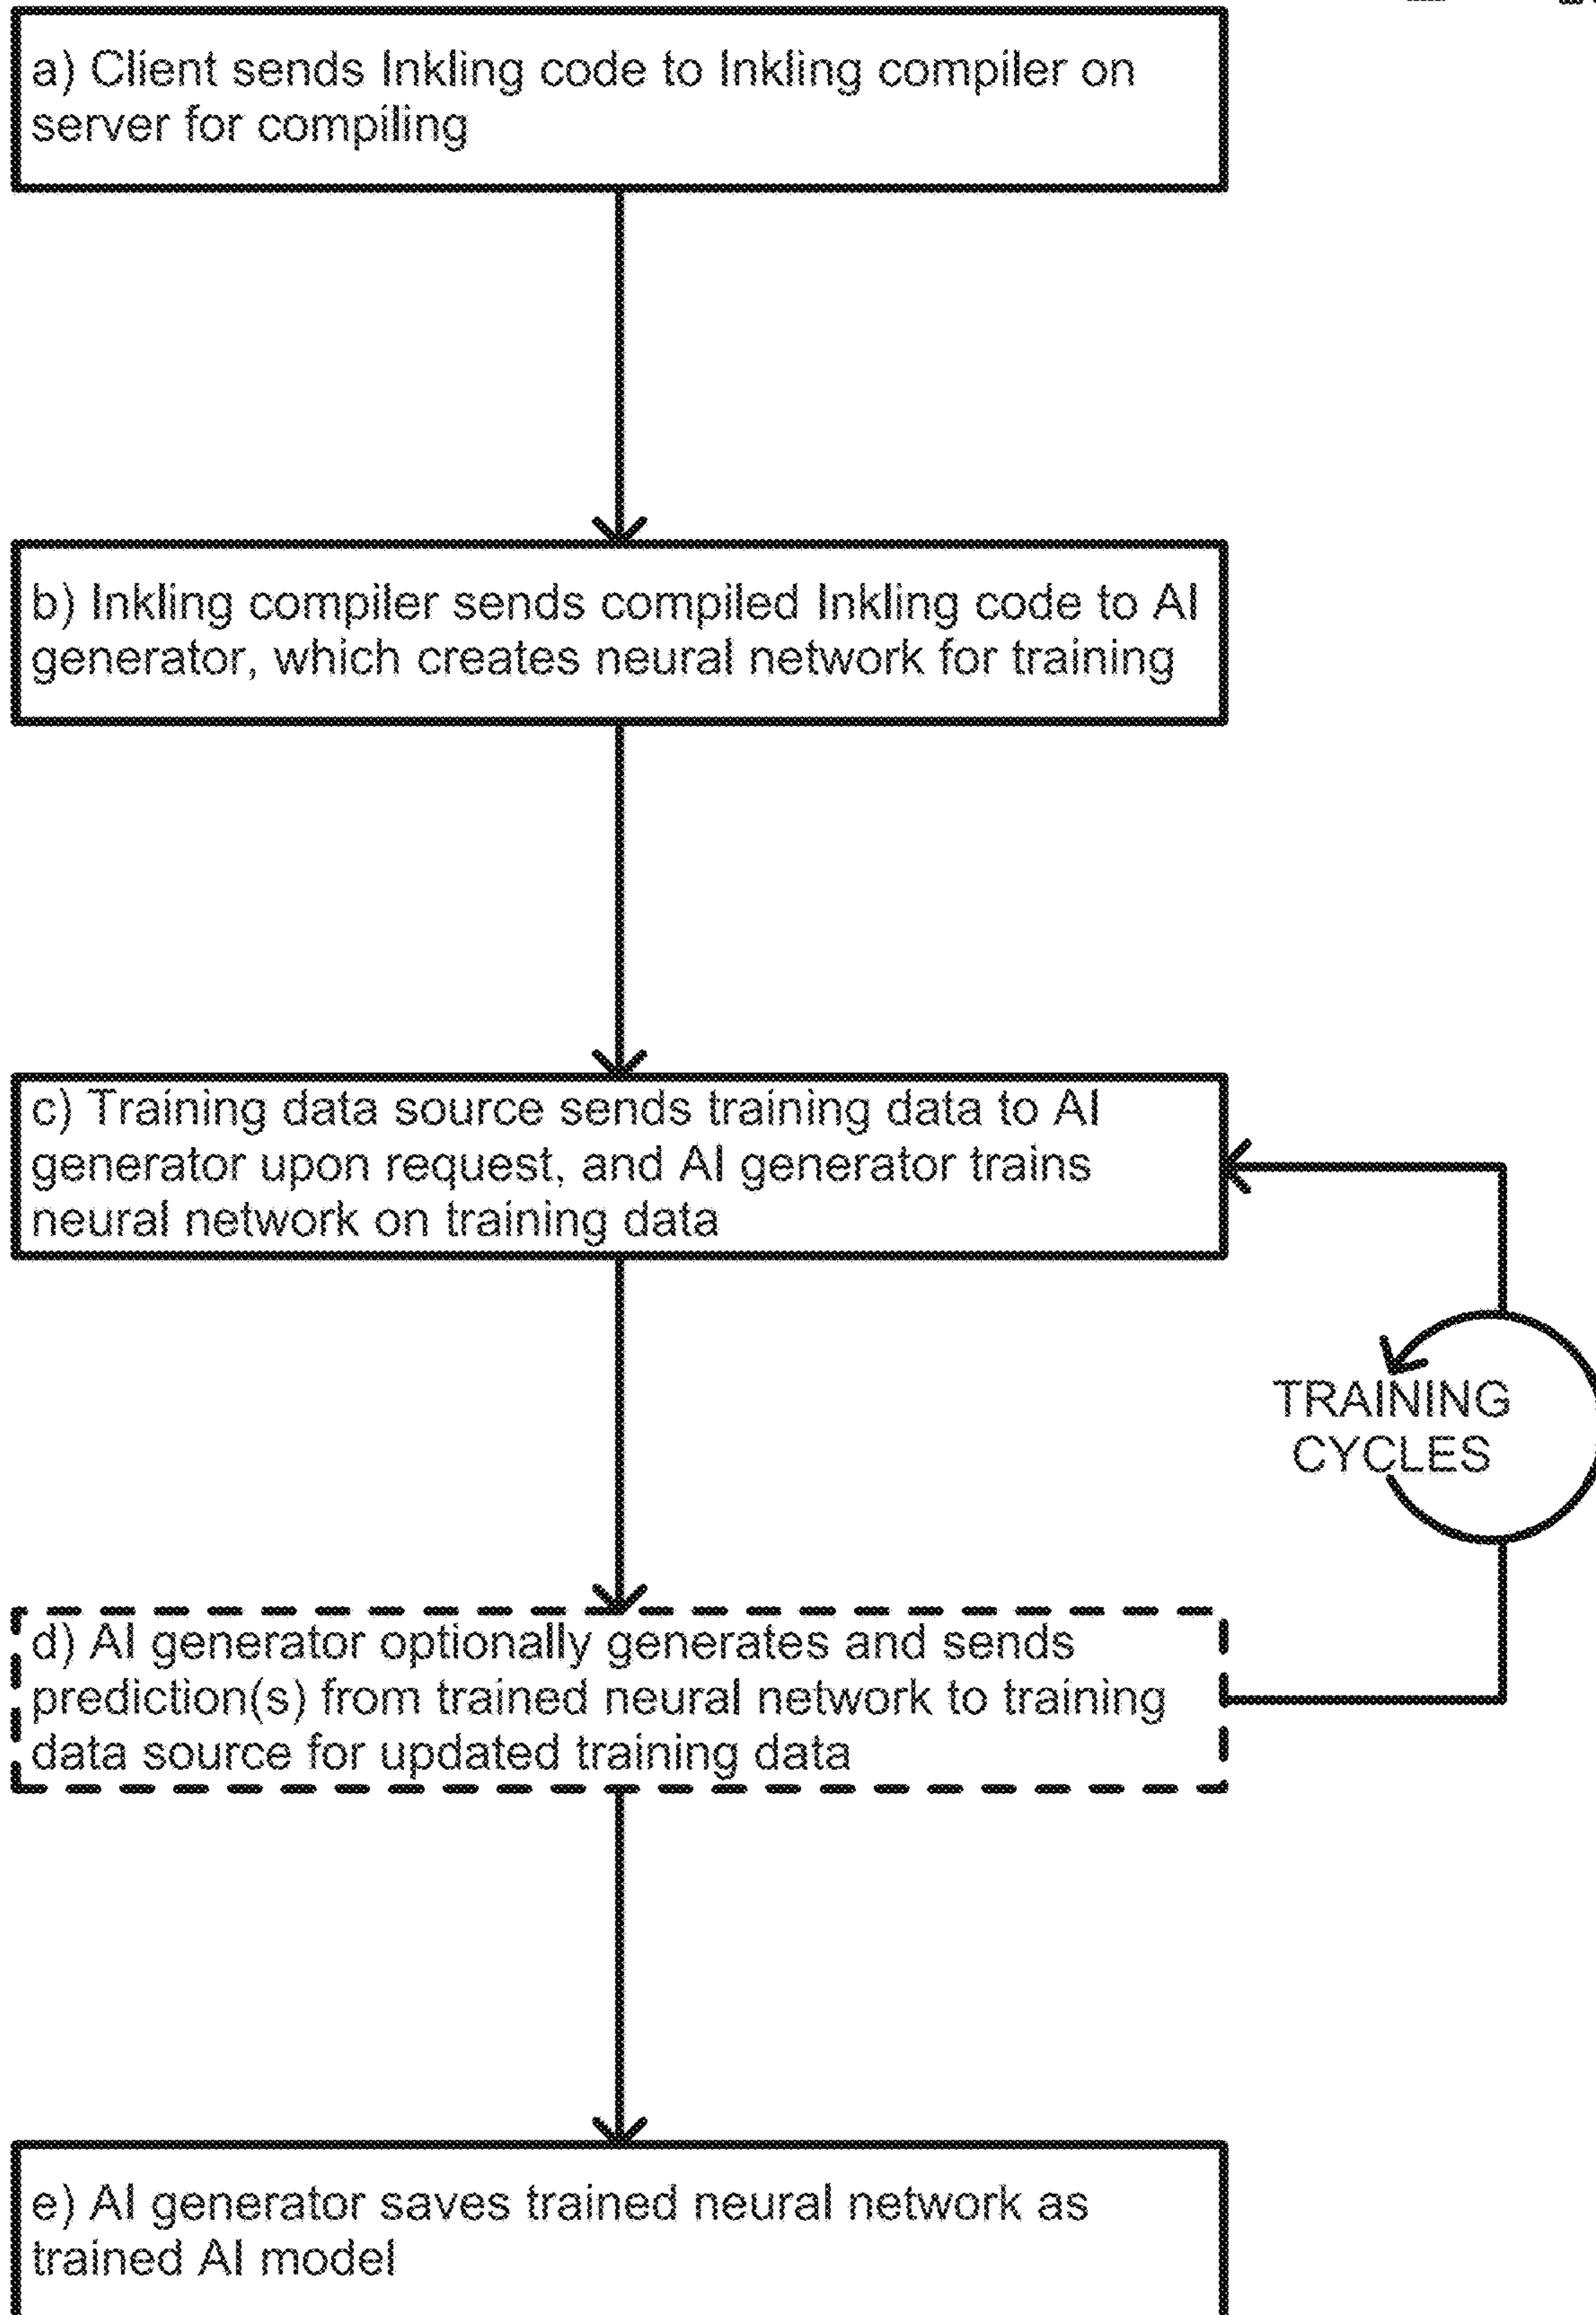 a) Client sends Inkling code to Inkling compiler on
server for compiling
b) Inkling compiler sends compiled Inkling code to AI
generator, which creates neural network for training
c) Training data source sends training data to AI
generator upon request, and AI generator trains
neural network on training data
TRAINING
CYCLES
d) AI generator optionally generates and sends
prediction(s) from trained neural network to training
data source for updated training data
e) AI generator saves trained neural network as
trained AI model